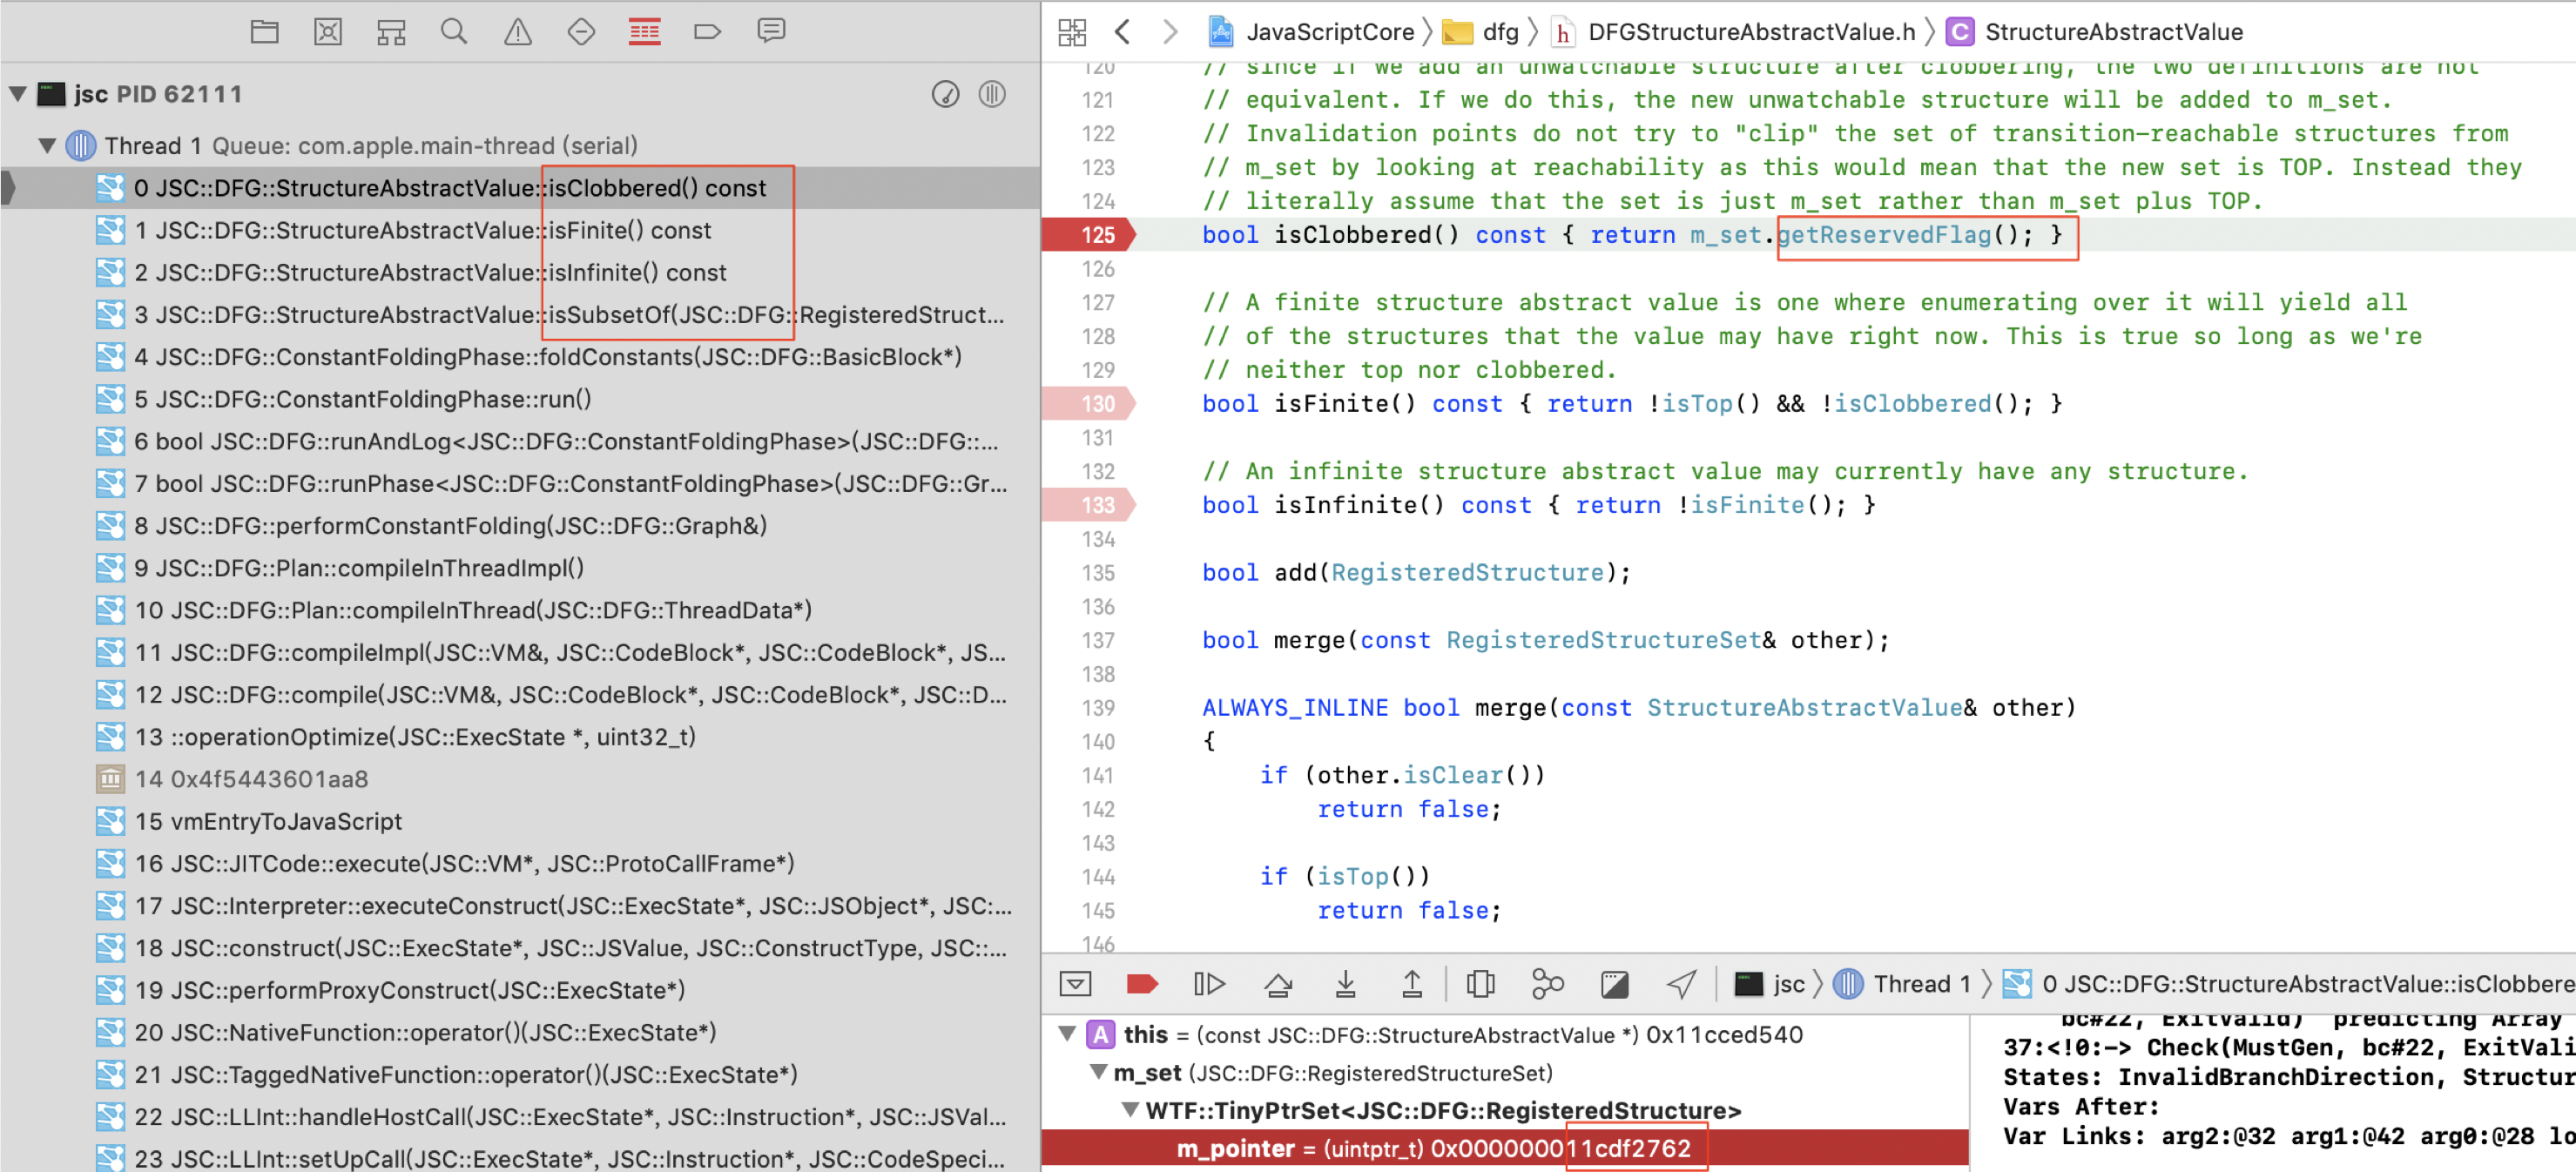 jsc PID 62111
Thread 1 Queue: com.apple.main-thread (serial)
0 JSC::DFG::StructureAbstractValue::isClobbered() const
1 JSC::DFG::StructureAbstractValue::isFinite() const
2 JSC::DFG::StructureAbstractValue::isInfinite() const
3 JSC::DFG::StructureAbstractValue::isSubsetOf(JSC::DFG::RegisteredStruct...
4 JSC::DFG::ConstantFoldingPhase::foldConstants(JSC::DFG::BasicBlock*)
5 JSC::DFG::ConstantFoldingPhase::run()
6 bool JSC::DFG::runAndLog<JSC::DFG::ConstantFoldingPhase>(JSC::DFG::...
7 bool JSC::DFG::runPhase<JSC::DFG::ConstantFoldingPhase>(JSC::DFG::Gr...
8 JSC::DFG::performConstantFolding(JSC::DFG::Graph&)
9 JSC::DFG::Plan::compileInThreadImpl()
10 JSC::DFG::Plan::compileInThread(JSC::DFG::ThreadData*)
11 JSC::DFG::compileImpl(JSC::VM&, JSC::CodeBlock*, JSC::CodeBlock*, JS...
12 JSC::DFG::compile(JSC::VM&, JSC::CodeBlock*, JSC::CodeBlock*, JSC::D...
13 ::operationOptimize(JSC::ExecState *, uint32_t)
14 0x4f5443601aa8
15 vmEntryToJavaScript
16 JSC::JITCode::execute(JSC::VM*, JSC::ProtoCallFrame*)
17 JSC::Interpreter::executeConstruct(JSC::ExecState*, JSC::JSObject*, JSC:...
18 JSC::construct(JSC::ExecState*, JSC::JSValue, JSC::ConstructType, JSC::...
19 JSC::performProxyConstruct(JSC::ExecState*)
20 JSC::NativeFunction::operator()(JSC::ExecState*)
21 JSC::TaggedNativeFunction::operator()(JSC::ExecState*)
22 JSC::LLInt::handleHostCall(JSC::ExecState*, JSC::Instruction*, JSC::JSVal...
23 JSC::LLInt::setUpCall(JSC::ExecState*, JSC::Instruction*, JSC::CodeSpeci...
JavaScriptCore 〉 dfg 〉 h DFGStructureAbstractValue.h 〉 C StructureAbstractValue
120 // since if we add an unwatchable structure after clobbering, the two definitions are not
121 // equivalent. If we do this, the new unwatchable structure will be added to m_set.
122 // Invalidation points do not try to "clip" the set of transition-reachable structures from
123 // m_set by looking at reachability as this would mean that the new set is TOP. Instead they
124 // literally assume that the set is just m_set rather than m_set plus TOP.
125 bool isClobbered() const { return m_set.getReservedFlag(); }
126
127 // A finite structure abstract value is one where enumerating over it will yield all
128 // of the structures that the value may have right now. This is true so long as we're
129 // neither top nor clobbered.
130 bool isFinite() const { return !isTop() && !isClobbered(); }
131
132 // An infinite structure abstract value may currently have any structure.
133 bool isInfinite() const { return !isFinite(); }
134
135 bool add(RegisteredStructure);
136
137 bool merge(const RegisteredStructureSet& other);
138
139 ALWAYS_INLINE bool merge(const StructureAbstractValue& other)
140 {
141 if (other.isClear())
142 return false;
143
144 if (isTop())
145 return false;
146
jsc 〉 Thread 1 〉 0 JSC::DFG::StructureAbstractValue::isClobbere
A this = (const JSC::DFG::StructureAbstractValue *) 0x11cced540
m_set (JSC::DFG::RegisteredStructureSet)
WTF::TinyPtrSet<JSC::DFG::RegisteredStructure>
m_pointer = (uintptr_t) 0x0000000011cdf2762
bc#22, ExitValid) predicting Array
37:<!0:-> Check(MustGen, bc#22, ExitVali
States: InvalidBranchDirection, Structur
Vars After:
Var Links: arg2:@32 arg1:@42 arg0:@28 lo